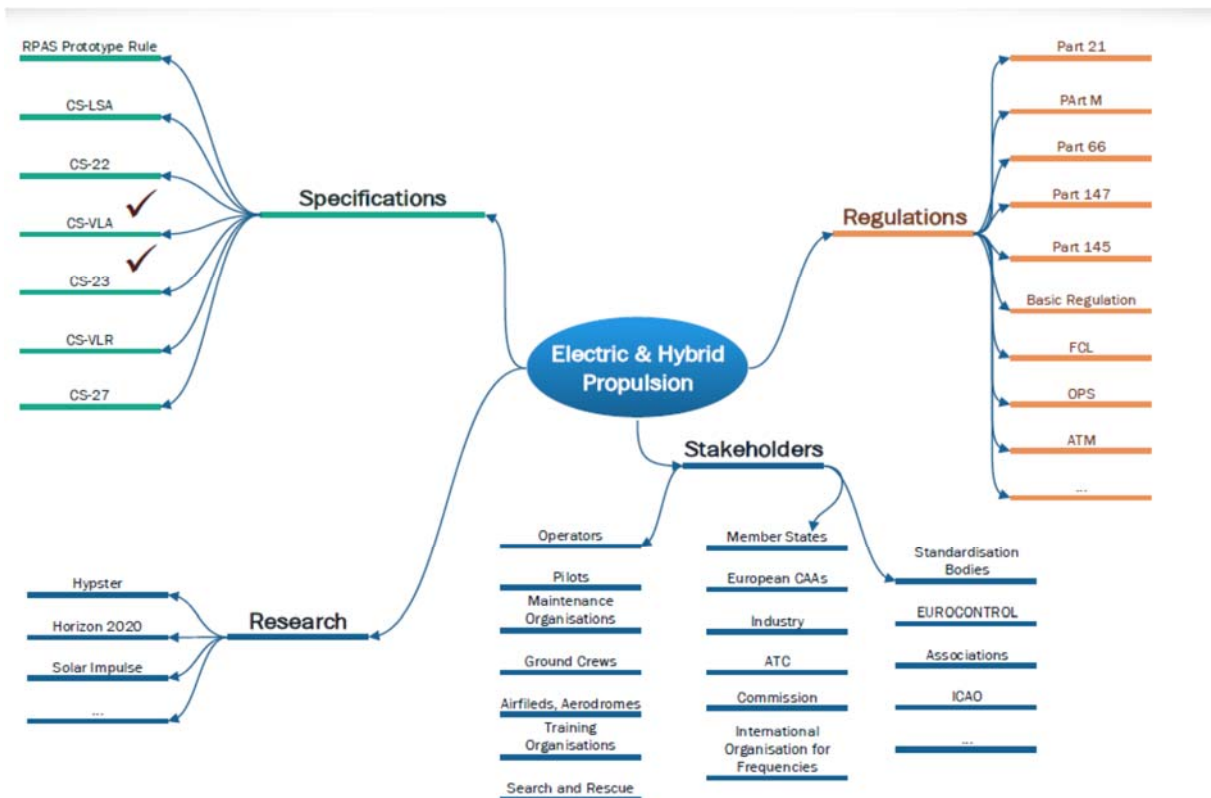 RPAS Prototype Rule
CS-LSA
CS-22
CS-VLA
CS-23
CS-VLR
CS-27
Specifications
Part 21
PArt M
Part 66
Part 147
Part 145
Basic Regulation
FCL
OPS
ATM
...
Regulations
Electric & Hybrid
Propulsion
Stakeholders
Operators
Pilots
Maintenance
Organisations
Ground Crews
Airfileds, Aerodromes
Training
Organisations
Search and Rescue
Member States
European CAAs
Industry
ATC
Commission
International
Organisation for
Frequencies
Standardisation
Bodies
EUROCONTROL
Associations
ICAO
...
Research
Hypster
Horizon 2020
Solar Impulse
...